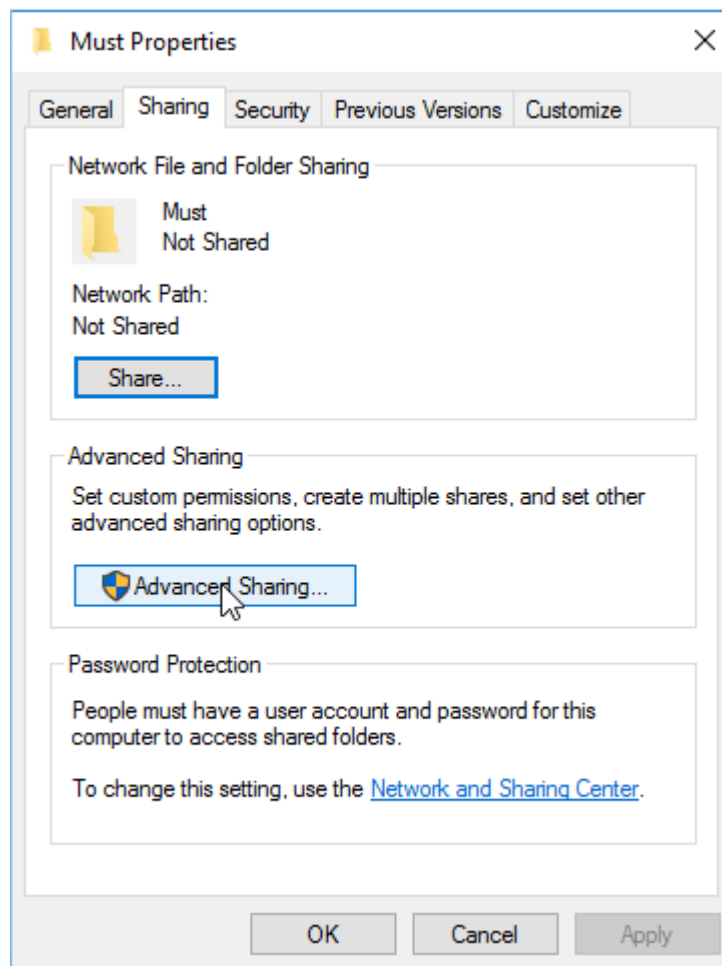 Must Properties
General Sharing Security Previous Versions Customize
Network File and Folder Sharing
Must
Not Shared
Network Path:
Not Shared
Share...
Advanced Sharing
Set custom permissions, create multiple shares, and set other
advanced sharing options.
Advanced Sharing...
Password Protection
People must have a user account and password for this
computer to access shared folders.
To change this setting, use the Network and Sharing Center.
OK Cancel Apply